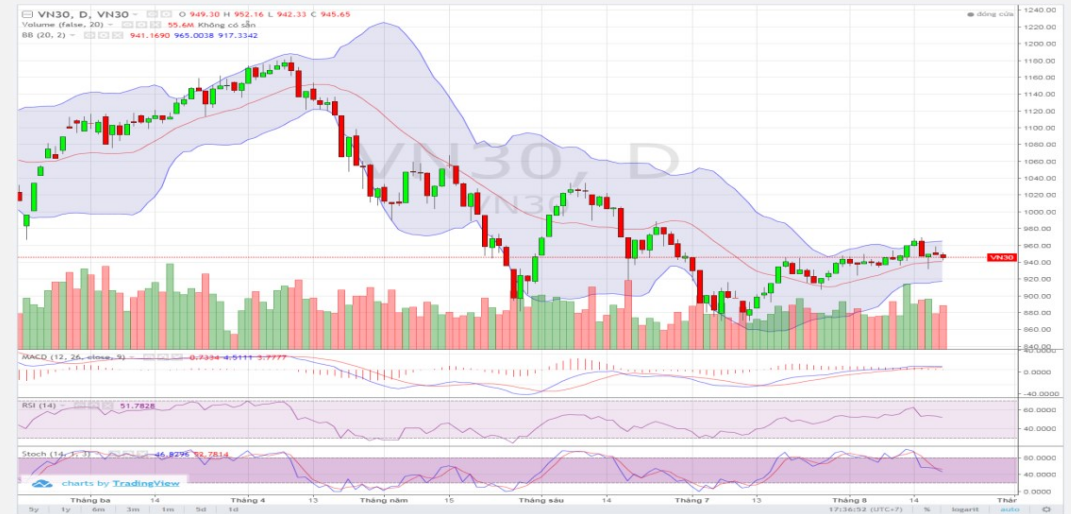 VN30, D, VN30 O 949.30 H 952.16 L 942.33 C 945.65
Volume (false, 20) 55.6M Không có sẵn
BB (20, 2) 941.1690 965.0038 917.3342
đóng cửa
VN30, D
VN30
1240.00
1220.00
1200.00
1180.00
1160.00
1140.00
1120.00
1100.00
1080.00
1060.00
1040.00
1020.00
1000.00
980.00
960.00
VN30
940.00
920.00
900.00
880.00
860.00
840.00
MACD (12, 26, close, 9) 0.7334 4.5111 3.7777
40.0000
0.0000
-40.0000
RSI (14) 51.7828
60.0000
40.0000
Stoch (14, 1, 3) 46.8296 52.7814
80.0000
40.0000
0.0000
charts by TradingView
Tháng ba 14 Tháng 4 13 Tháng năm 15 Tháng sáu 14 Tháng 7 13 Tháng 8 14 Thár
5y 1y 6m 3m 1m 5d 1d 17:36:52 (UTC+7) % logarit auto